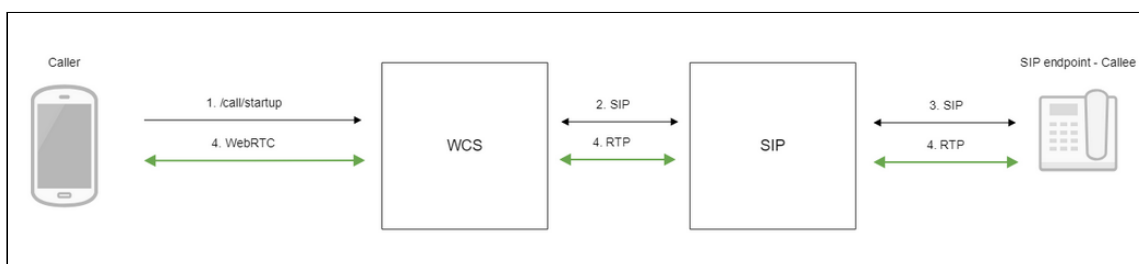 Caller
SIP endpoint - Callee
1. /call/startup
2. SIP
3. SIP
4. WebRTC
WCS
4. RTP
SIP
4. RTP